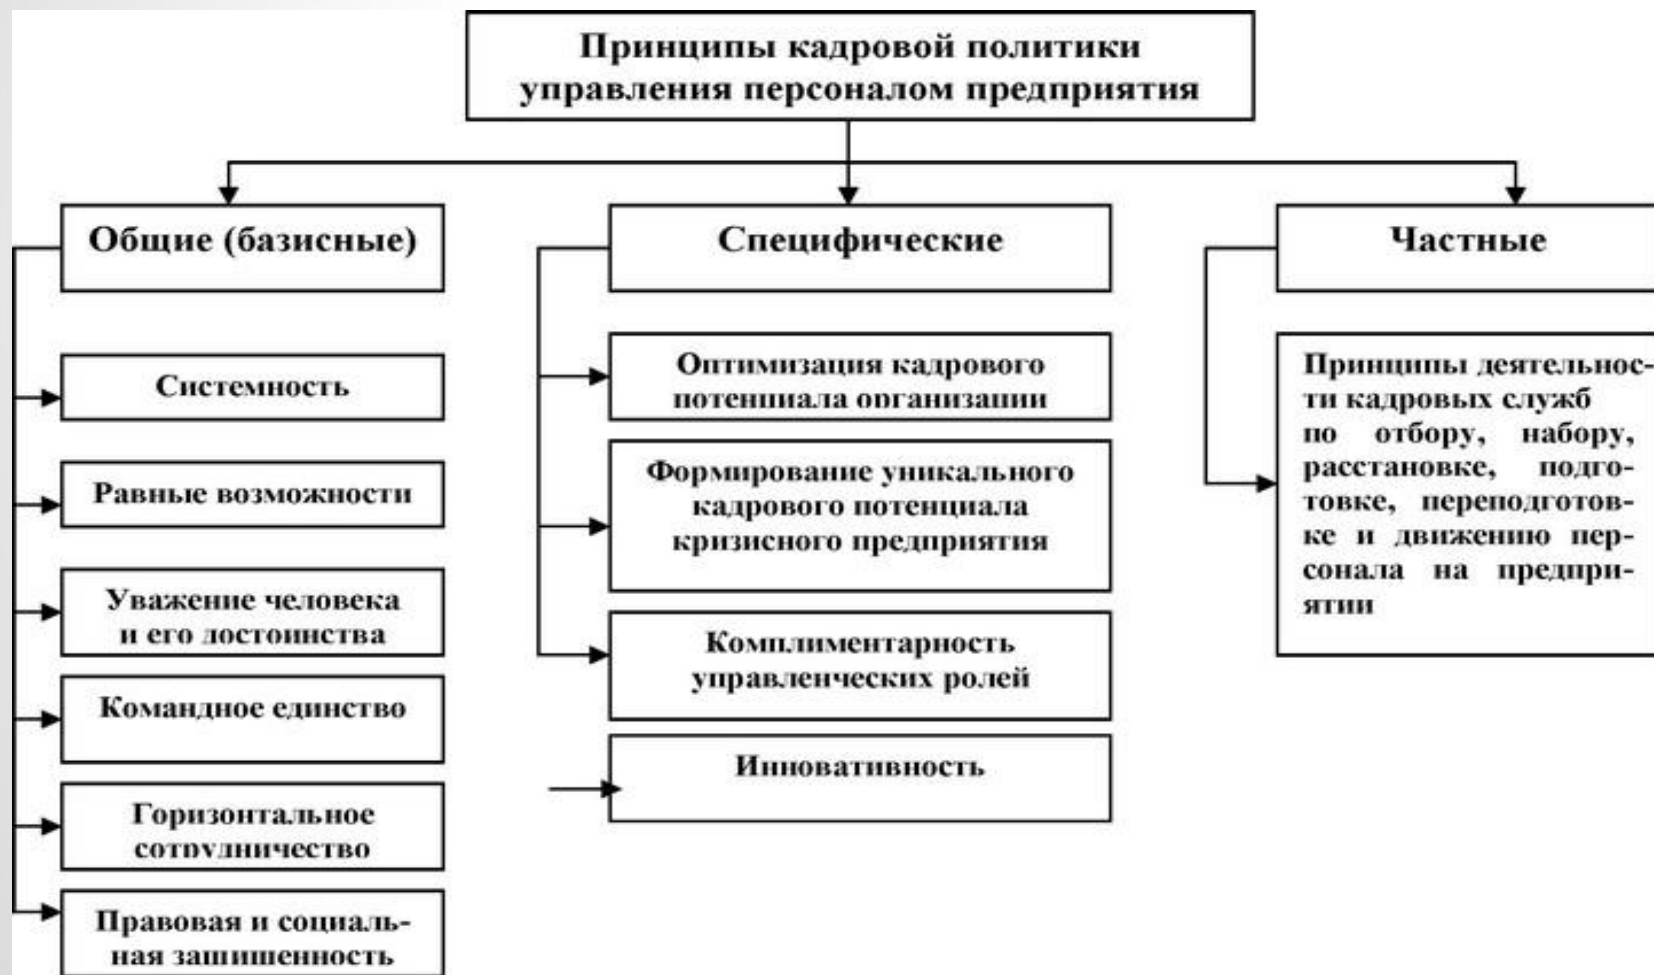 Принципы кадровой политики
управления персоналом предприятия
Общие (базисные)
Системность
Равные возможности
Уважение человека
и его достоинства
Командное единство
Горизонтальное
сотрудничество
Правовая и социаль-
ная защищенность
Специфические
Оптимизация кадрового
потенциала организации
Формирование уникального
кадрового потенциала
кризисного предприятия
Комплиментарность
управленческих ролей
Инновативность
Частные
Принципы деятельнос-
ти кадровых служб
по отбору, набору,
расстановке, подго-
товке, переподготов-
ке и движению пер-
сонала на предпри-
ятии